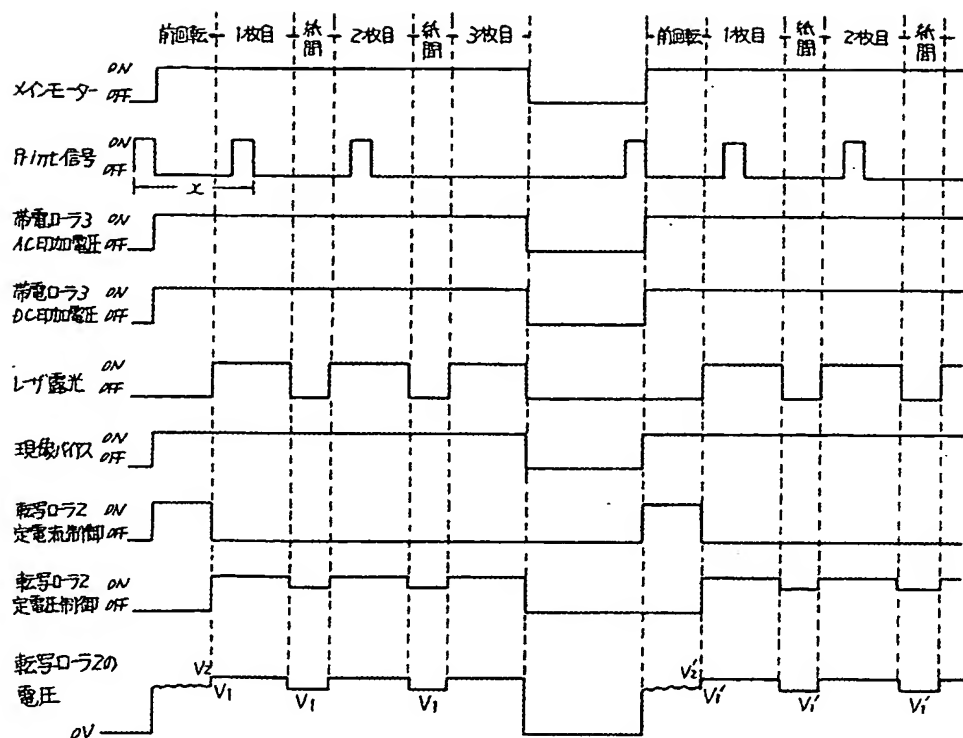 前回転 1枚目 紙間 2枚目 紙間 3枚目 前回転 1枚目 紙間 2枚目 紙間
メインモーター ON OFF
Print信号 ON OFF
x
帯電ローラ3 ON
AC印加電圧 OFF
帯電ローラ3 ON
DC印加電圧 OFF
レーザ露光 ON OFF
現像バイアス ON OFF
転写ローラ2 ON
定電流制御 OFF
転写ローラ2 ON
定電圧制御 OFF
転写ローラ2の
電圧
V2 V1 V1 V1 V2' V1' V1' V1'
0V